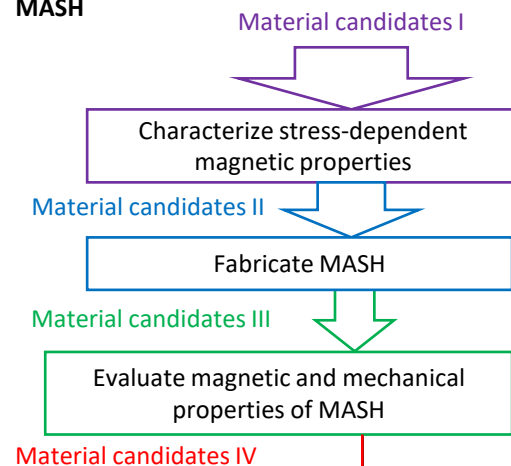 MASH
Material candidates I
Characterize stress-dependent
magnetic properties
Material candidates II
Fabricate MASH
Material candidates III
Evaluate magnetic and mechanical
properties of MASH
Material candidates IV